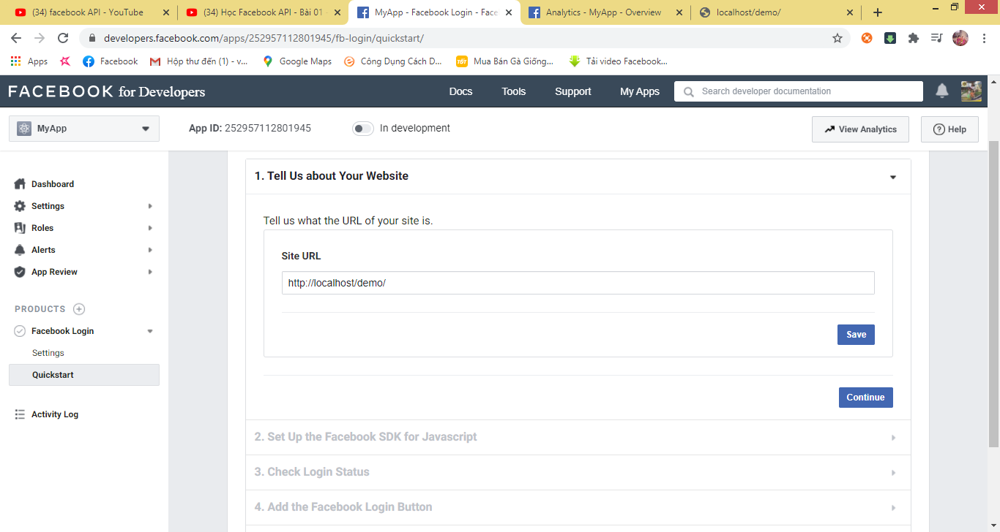 (34) facebook API - YouTube
(34) Học Facebook API - Bài 01 -
MyApp - Facebook Login - Face
Analytics - MyApp - Overview
localhost/demo/
developers.facebook.com/apps/252957112801945/fb-login/quickstart/
Apps
Facebook
Hộp thư đến (1) - v...
Google Maps
Công Dụng Cách D...
TỐT
Mua Bán Gà Giống...
Tải video Facebook...
FACEBOOK for Developers
Docs
Tools
Support
My Apps
Search developer documentation
MyApp
App ID: 252957112801945
In development
View Analytics
Help
Dashboard
Settings
Roles
Alerts
App Review
PRODUCTS
Facebook Login
Settings
Quickstart
Activity Log
1. Tell Us about Your Website
Tell us what the URL of your site is.
Site URL
http://localhost/demo/
Save
Continue
2. Set Up the Facebook SDK for Javascript
3. Check Login Status
4. Add the Facebook Login Button